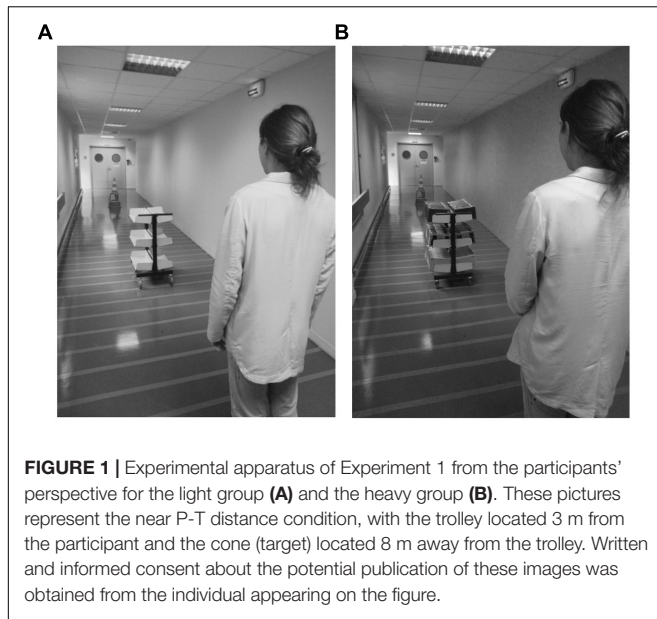 A B
FIGURE 1 | Experimental apparatus of Experiment 1 from the participants’
perspective for the light group (A) and the heavy group (B). These pictures
represent the near P-T distance condition, with the trolley located 3 m from
the participant and the cone (target) located 8 m away from the trolley. Written
and informed consent about the potential publication of these images was
obtained from the individual appearing on the figure.